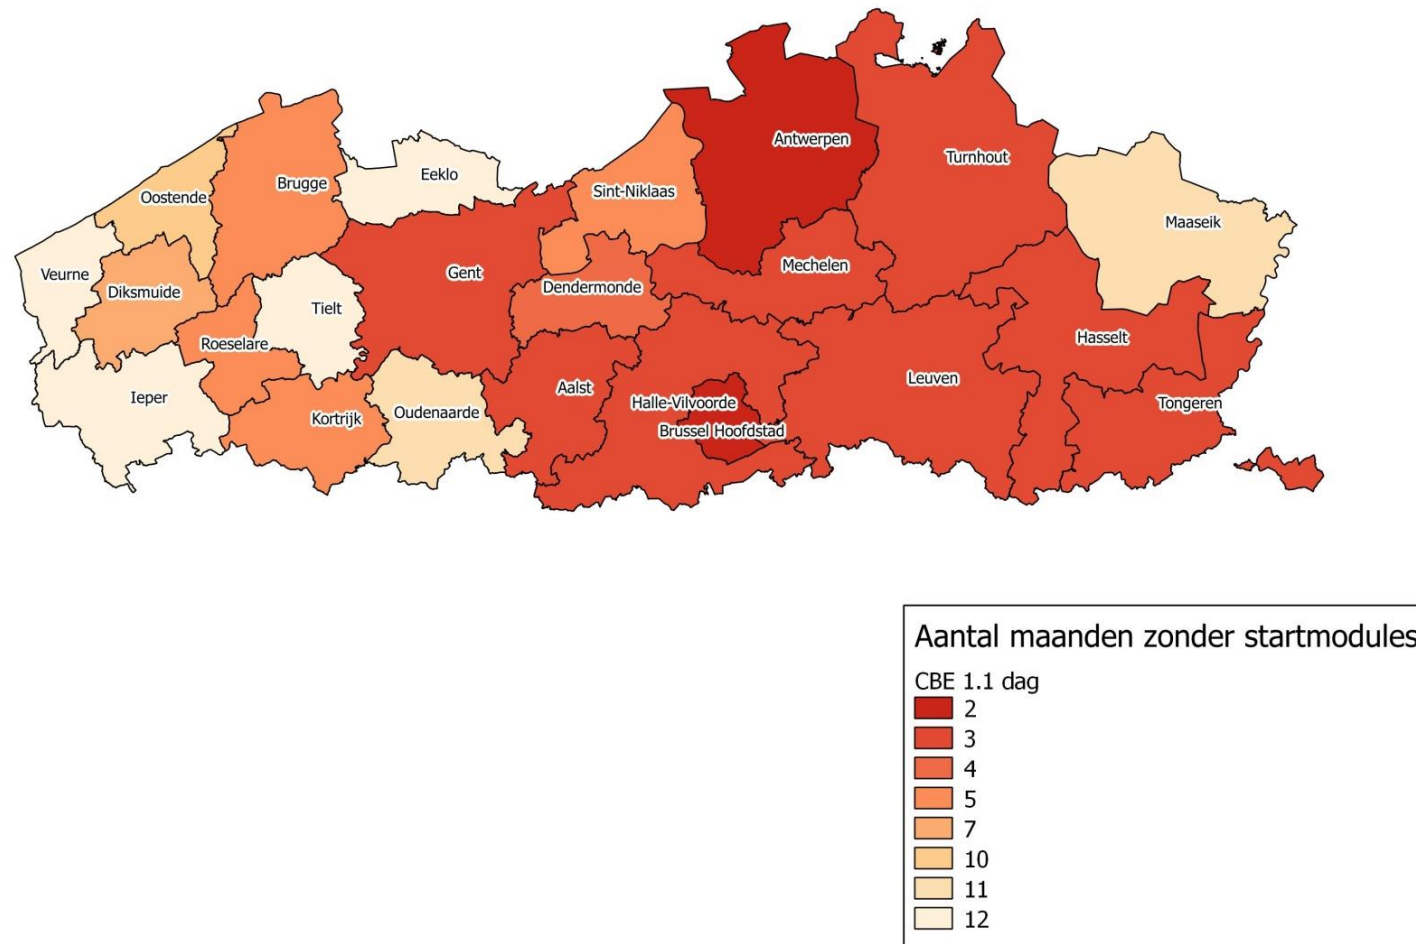 Antwerpen
Turnhout
Eeklo
Brugge
Sint-Niklaas
Oostende
Maaseik
Mechelen
Gent
Veurne
Dendermonde
Diksmuide
Tielt
Hasselt
Roeselare
Leuven
Aalst
Ieper
Halle-Vilvoorde
Tongeren
Oudenaarde
Kortrijk
Brussel Hoofdstad
Aantal maanden zonder startmodules
CBE 1.1 dag
2
3
4
5
7
10
11
12